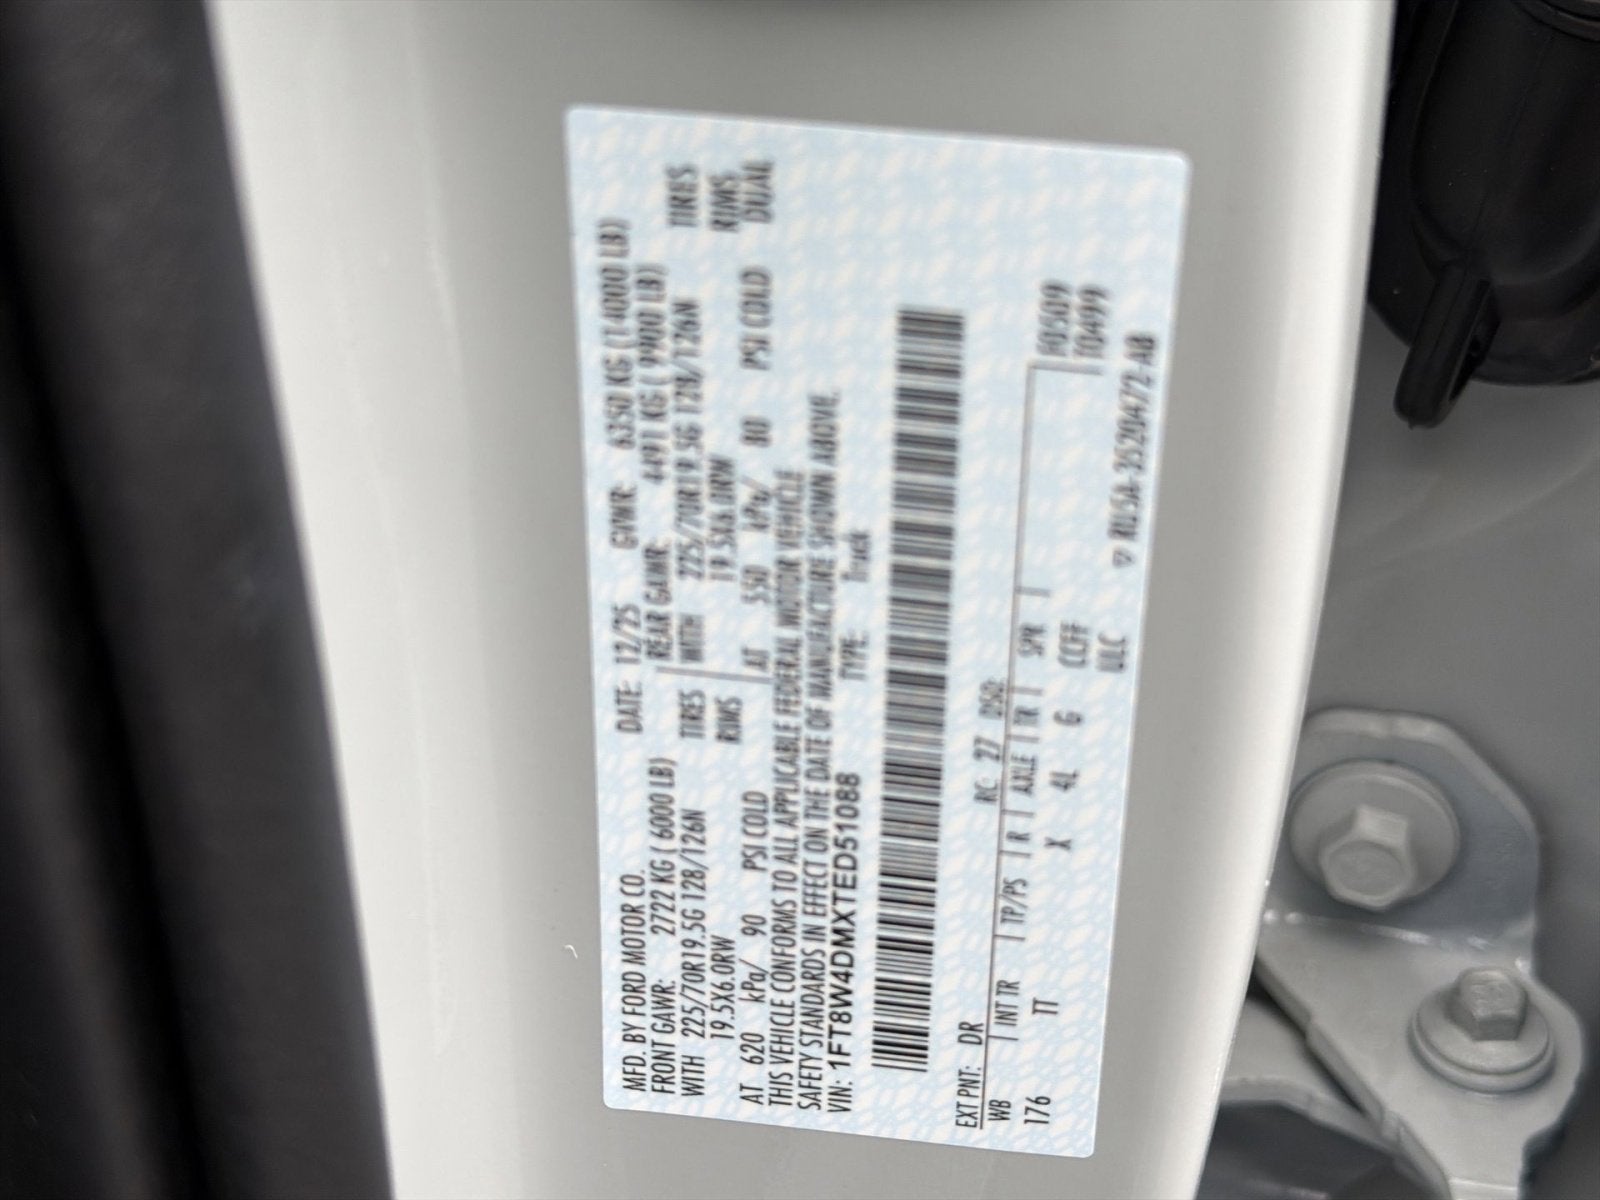 MFD. BY FORD MOTOR CO. DATE: 12/25 GVWR: 6350 KG (14000 LB)
FRONT GAWR: 2722 KG ( 6000 LB) REAR GAWR: 4491 KG ( 9900 LB)
WITH 225/70R19.5G 128/126N TIRES WITH 225/70R19.5G 128/126N TIRES
19.5X6.0RW RIMS 19.5X6.0RW RIMS
AT 620 kPa/ 90 PSI COLD AT 550 kPa/ 80 PSI COLD DUAL
THIS VEHICLE CONFORMS TO ALL APPLICABLE FEDERAL MOTOR VEHICLE
SAFETY STANDARDS IN EFFECT ON THE DATE OF MANUFACTURE SHOWN ABOVE.
VIN: 1FT8W4DMXTED51088 TYPE: Truck
EXT PNT: DR RC: 27 DSO:
WB INT TR TP/PS R AXLE TR SPR F0509
176 TT X 4L G CCFF T0499
ULC RUSA-3520472-AB